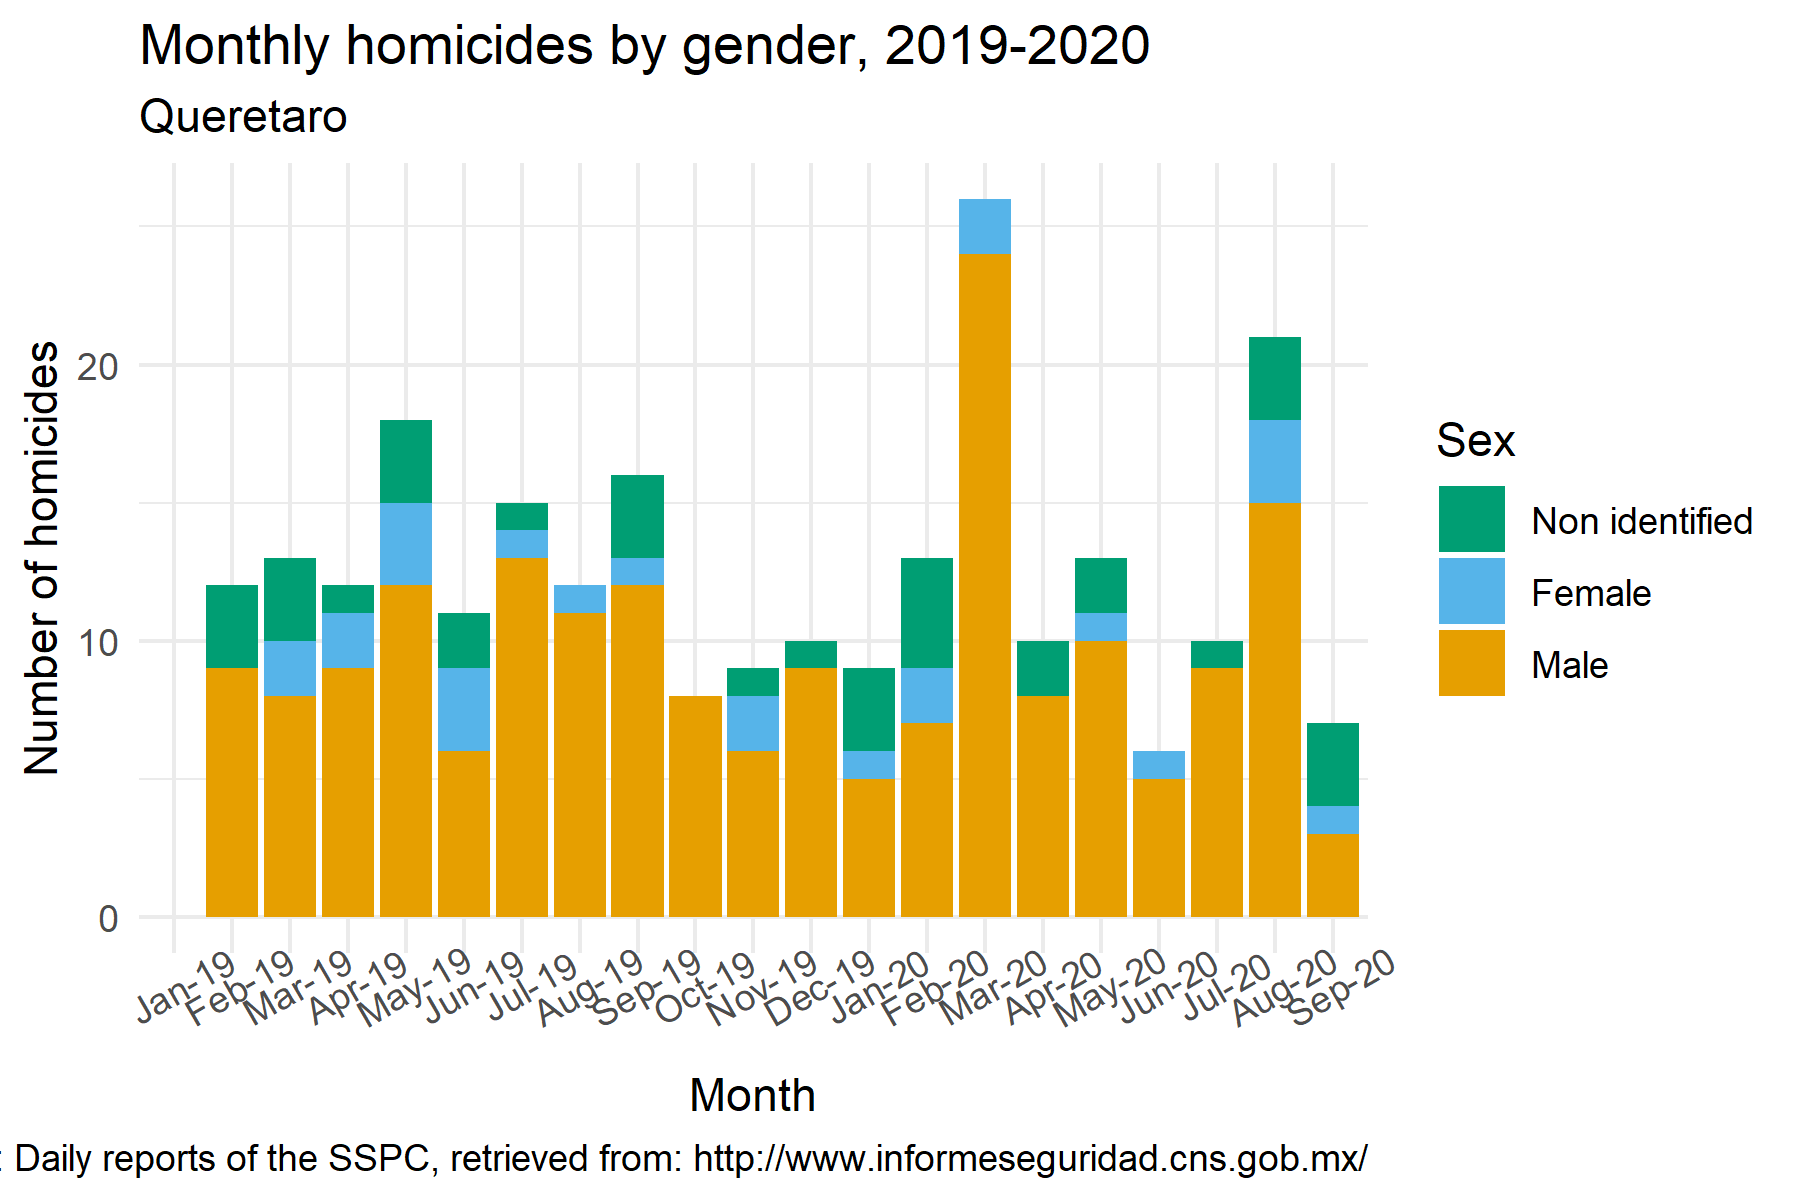 Monthly homicides by gender, 2019-2020
Queretaro
Number of homicides
20
10
0
Sex
Non identified
Female
Male
Jan-19
Feb-19
Mar-19
Apr-19
May-19
Jun-19
Jul-19
Aug-19
Sep-19
Oct-19
Nov-19
Dec-19
Jan-20
Feb-20
Mar-20
Apr-20
May-20
Jun-20
Jul-20
Aug-20
Sep-20
Month
: Daily reports of the SSPC, retrieved from: http://www.informeseguridad.cns.gob.mx/